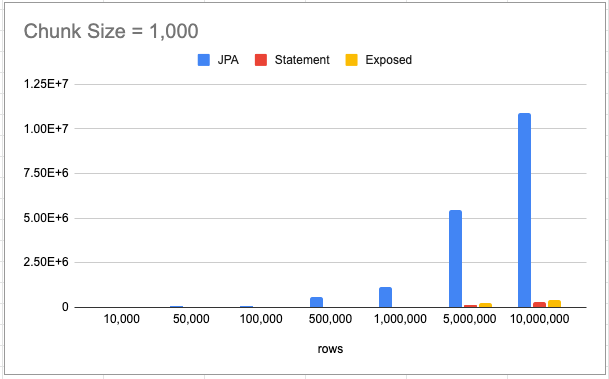 Chunk Size = 1,000
JPA Statement Exposed
1.25E+7
1.00E+7
7.50E+6
5.00E+6
2.50E+6
0
10,000 50,000 100,000 500,000 1,000,000 5,000,000 10,000,000
rows